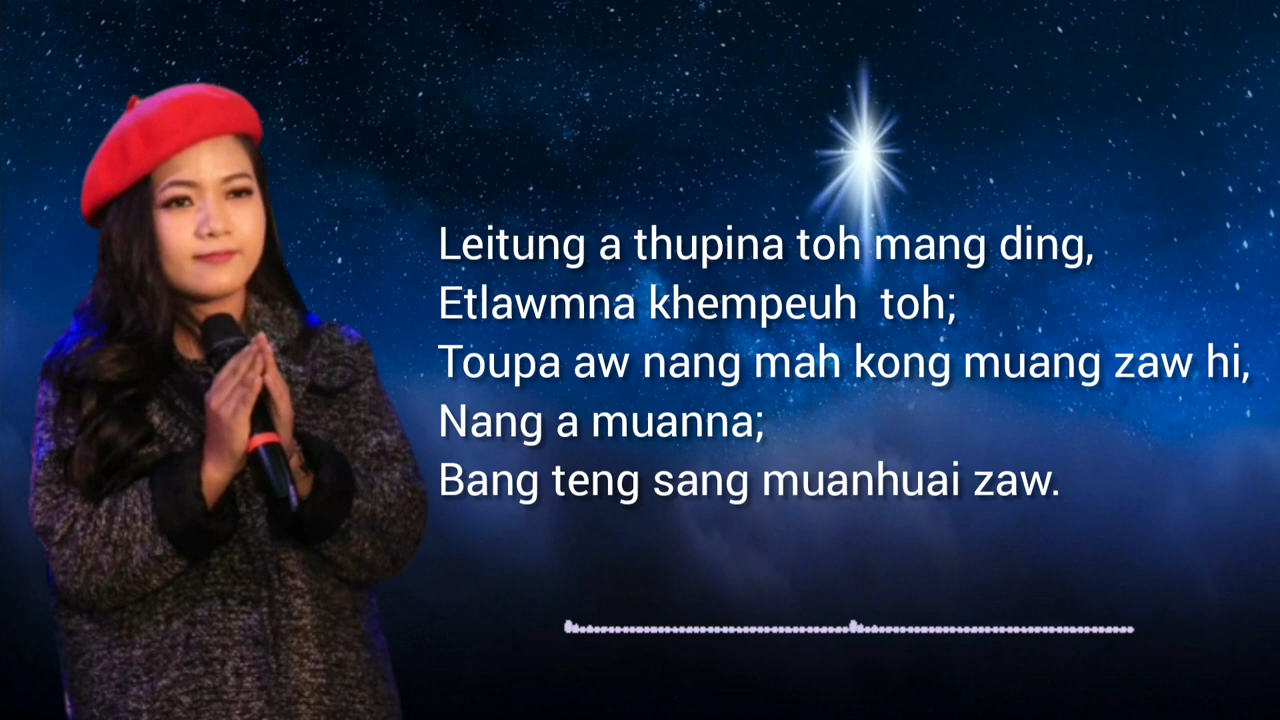 Leitung a thupina toh mang ding,
Etlawmna khempeuh toh;
Toupa aw nang mah kong muang zaw hi,
Nang a muanna;
Bang teng sang muanhuai zaw.